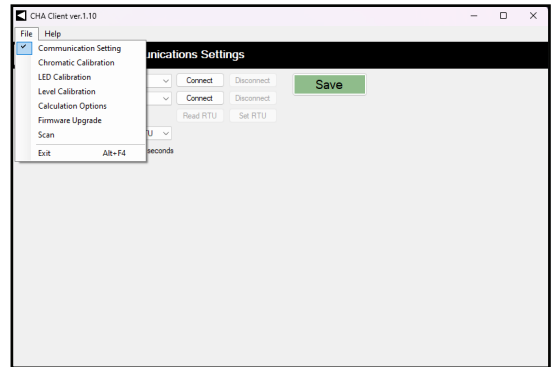 CHA Client ver.1.10
File Help
Communication Setting
Chromatic Calibration
LED Calibration
Level Calibration
Calculation Options
Firmware Upgrade
Scan
Exit Alt+F4
unications Settings
Connect Disconnect Save
Connect Disconnect
Read RTU Set RTU
TU
seconds